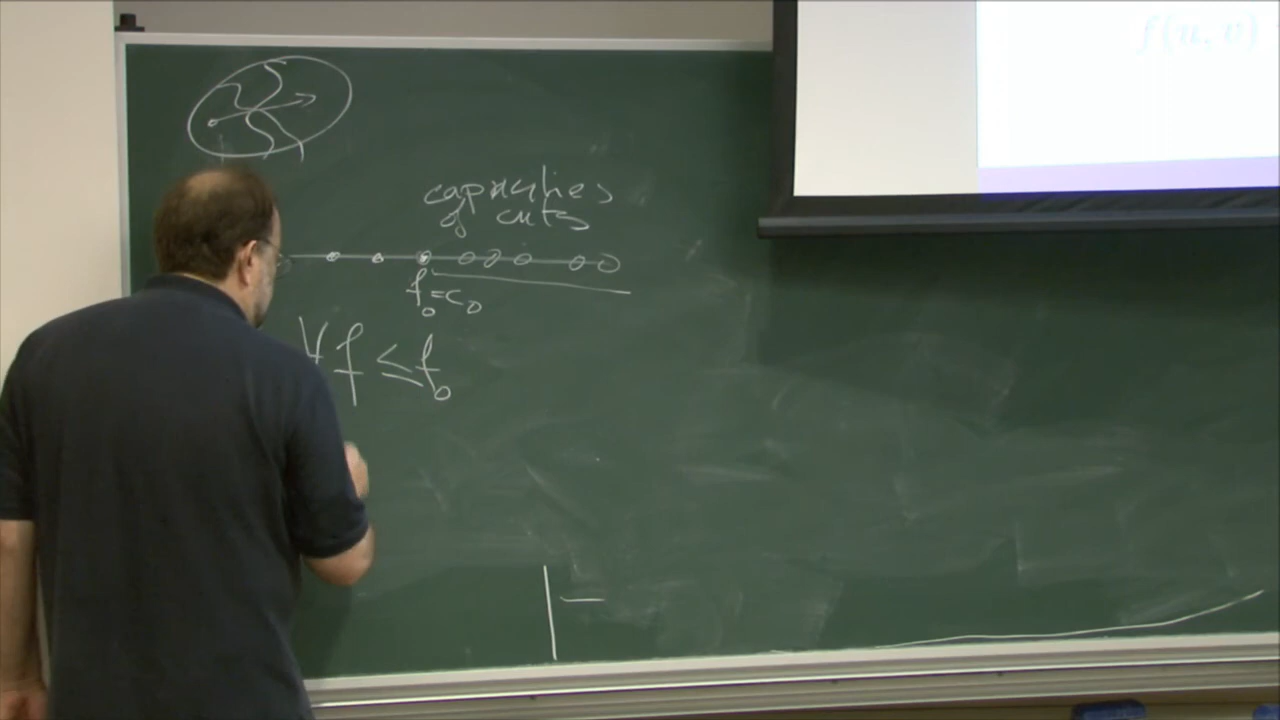 f(u, v)
capacities
of cuts
f₀=c₀
∀ f ≤ f₀